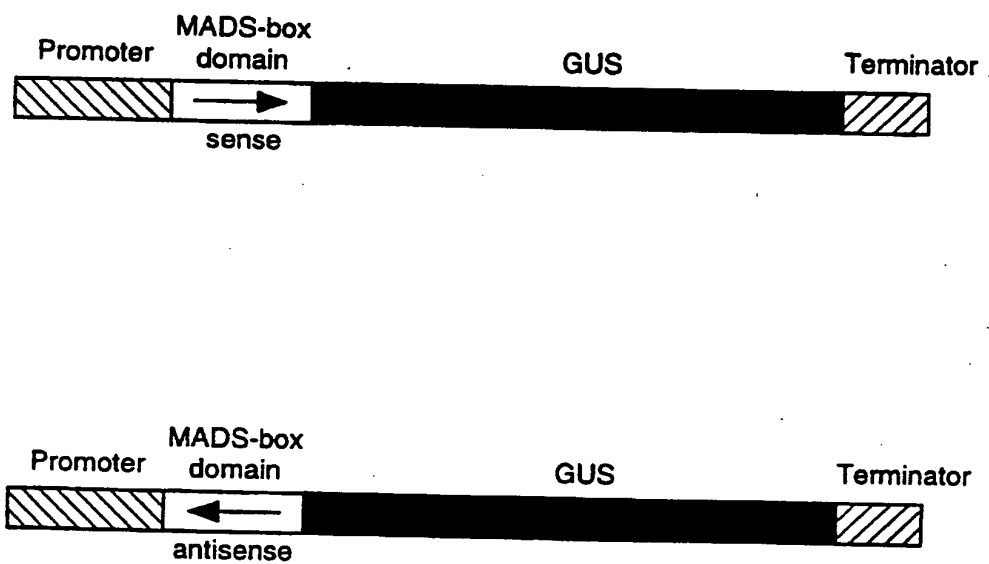 Promoter
MADS-box
domain
GUS
Terminator
sense
Promoter
MADS-box
domain
GUS
Terminator
antisense